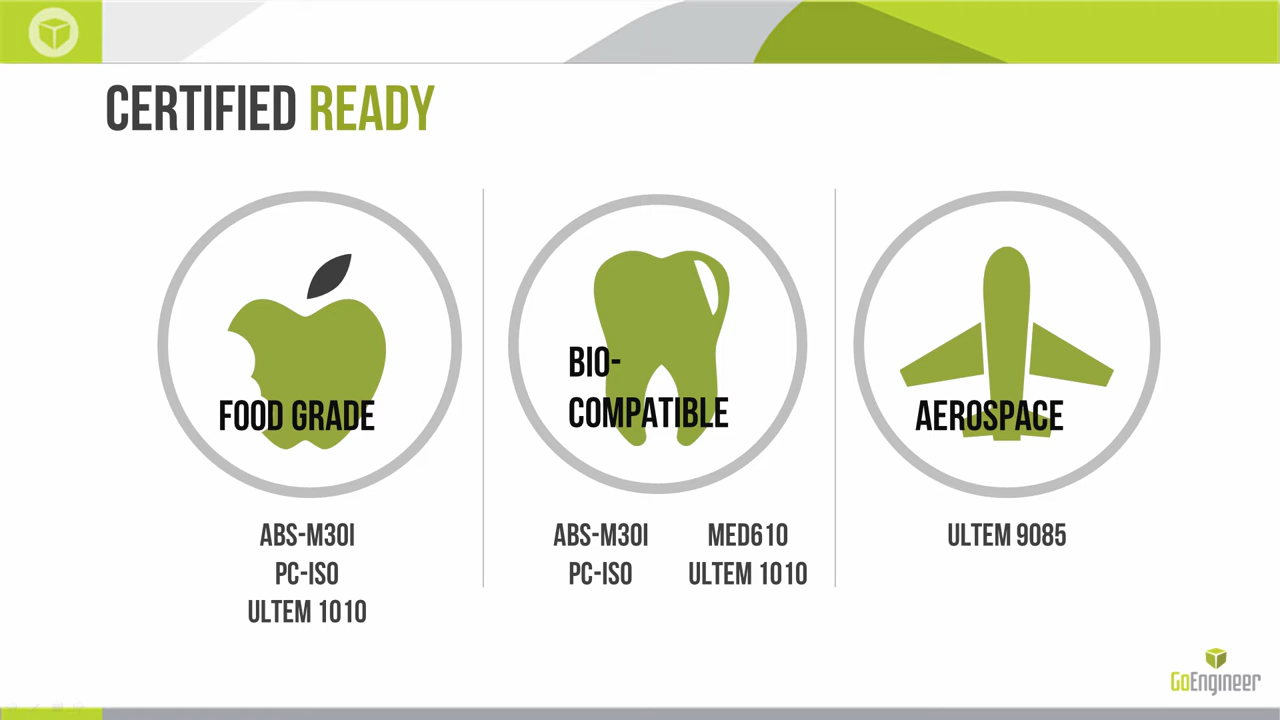 CERTIFIED READY
FOOD GRADE
ABS-M30I
PC-ISO
ULTEM 1010
BIO-
COMPATIBLE
ABS-M30I
PC-ISO
MED610
ULTEM 1010
AEROSPACE
ULTEM 9085
GoEngineer